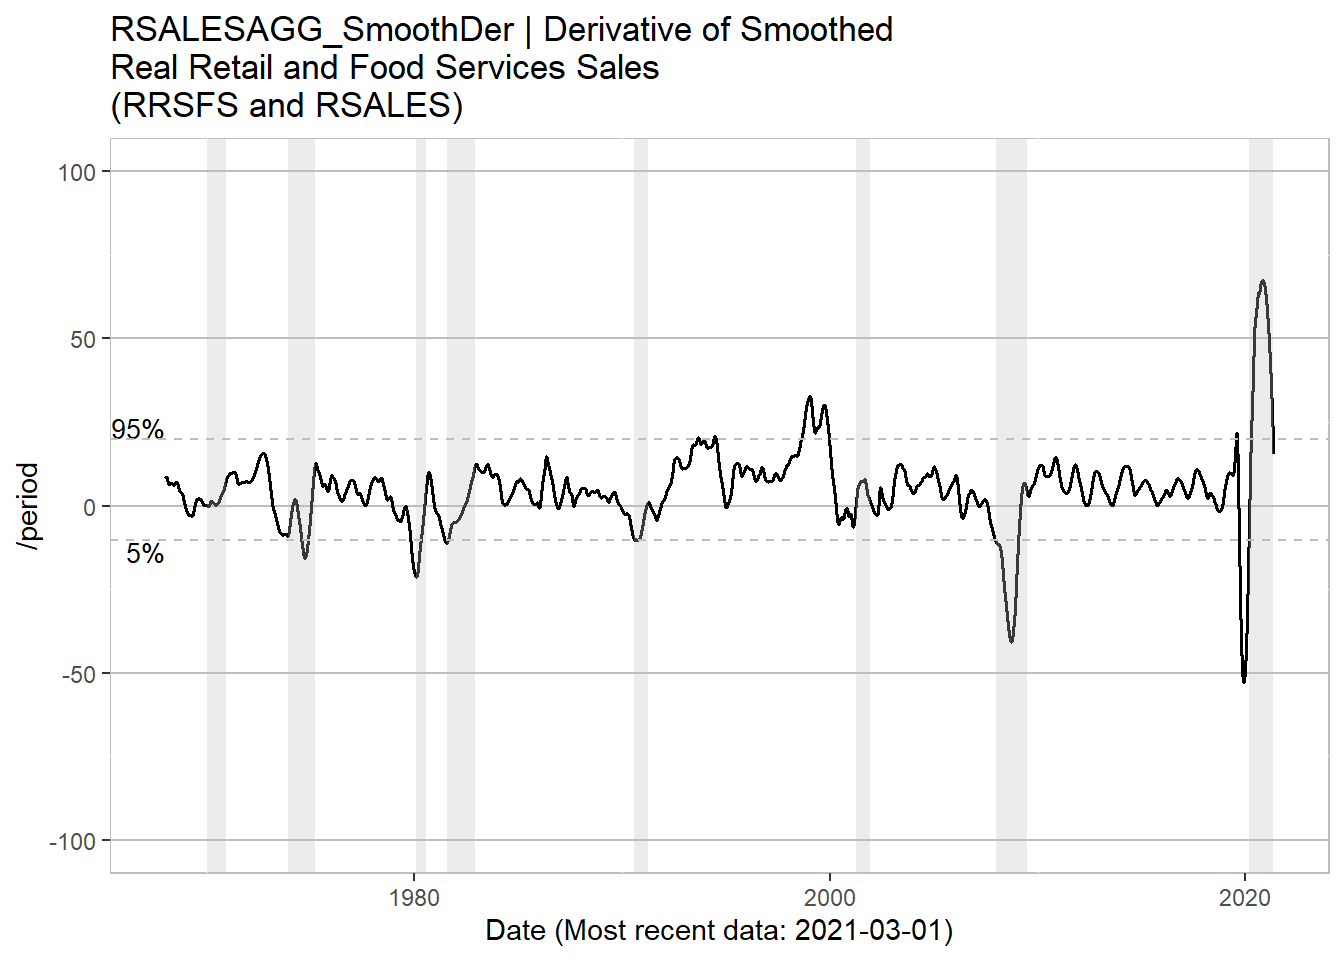 RSALESAGG_SmoothDer | Derivative of Smoothed
Real Retail and Food Services Sales
(RRSFS and RSALES)
100
50
0
-50
-100
95%
5%
/period
1980
2000
2020
Date (Most recent data: 2021-03-01)